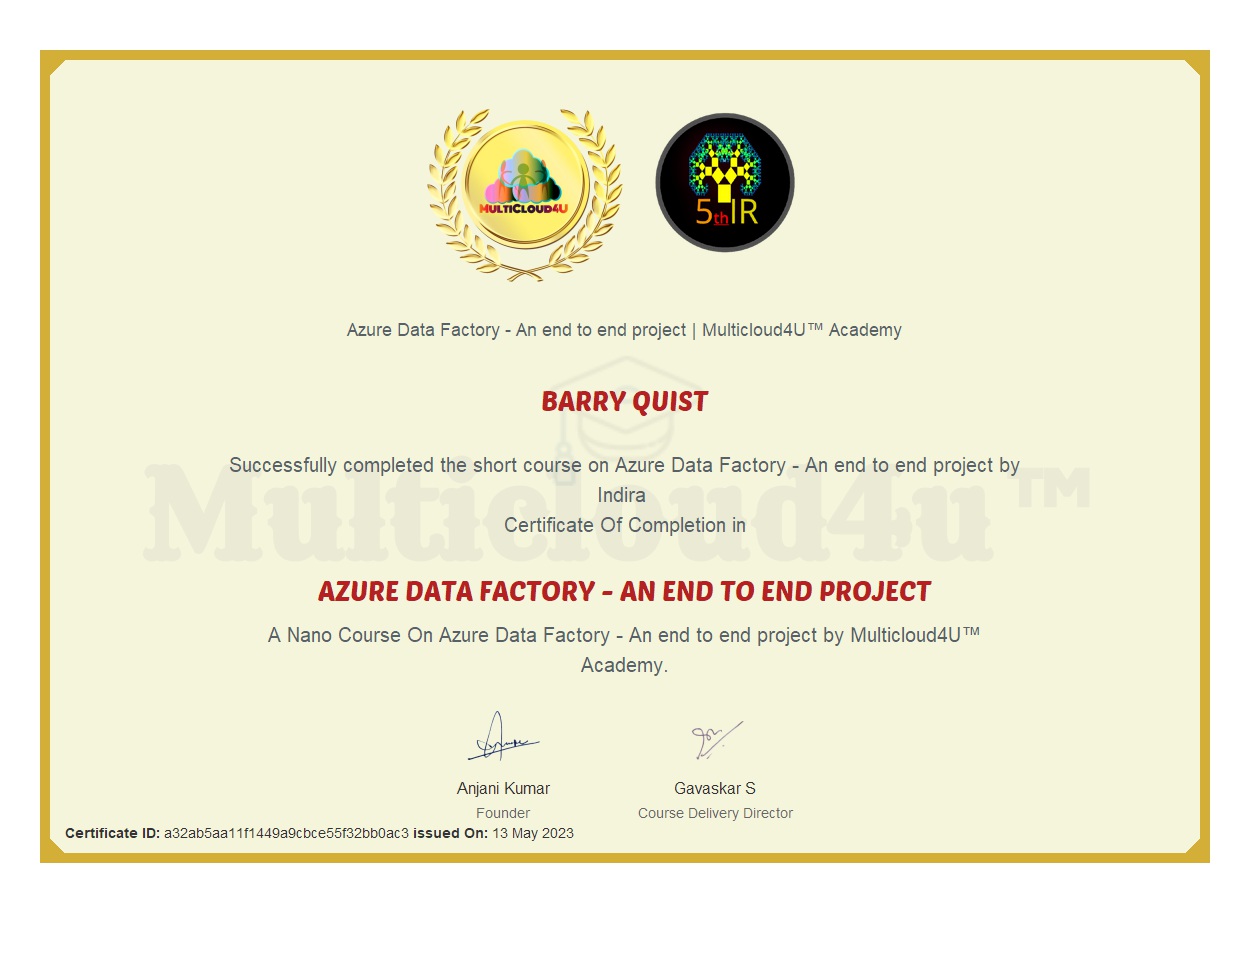 MULTICLOUD4U
5thIR
Azure Data Factory - An end to end project | Multicloud4U™ Academy
BARRY QUIST
Successfully completed the short course on Azure Data Factory - An end to end project by
Indira
Certificate Of Completion in
Multicloud4u™
AZURE DATA FACTORY - AN END TO END PROJECT
A Nano Course On Azure Data Factory - An end to end project by Multicloud4U™
Academy.
Anjani Kumar
Founder
Gavaskar S
Course Delivery Director
Certificate ID: a32ab5aa11f1449a9cbce55f32bb0ac3 issued On: 13 May 2023